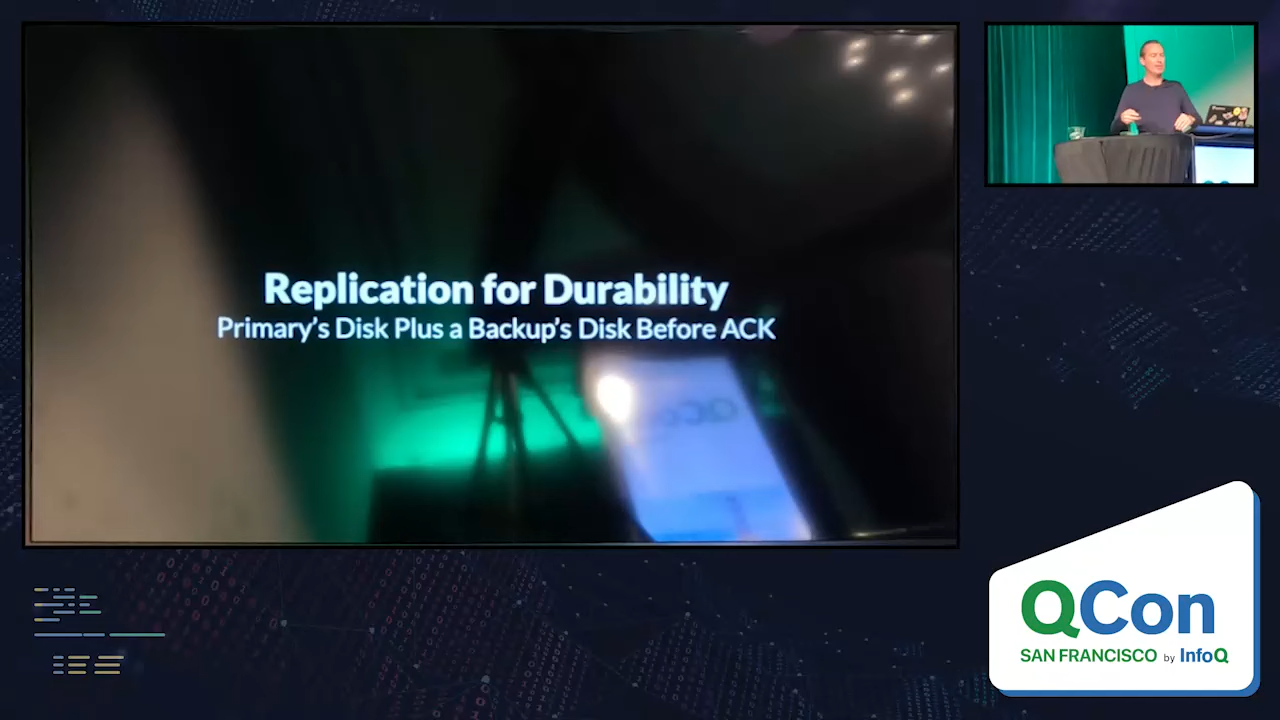 Replication for Durability
Primary's Disk Plus a Backup's Disk Before ACK
QCon
SAN FRANCISCO by InfoQ